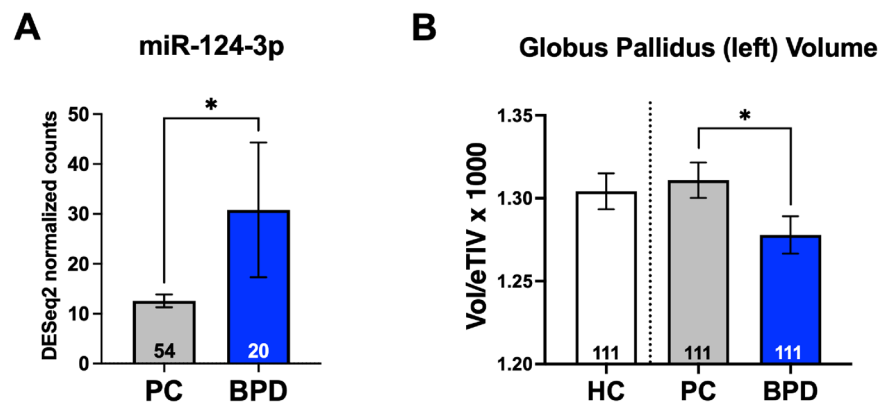 A
miR-124-3p
DESeq2 normalized counts
50
40
30
20
10
0
*
54
20
PC
BPD
B
Globus Pallidus (left) Volume
Vol/eTIV x 1000
1.35
1.30
1.25
1.20
*
111
111
111
HC
PC
BPD